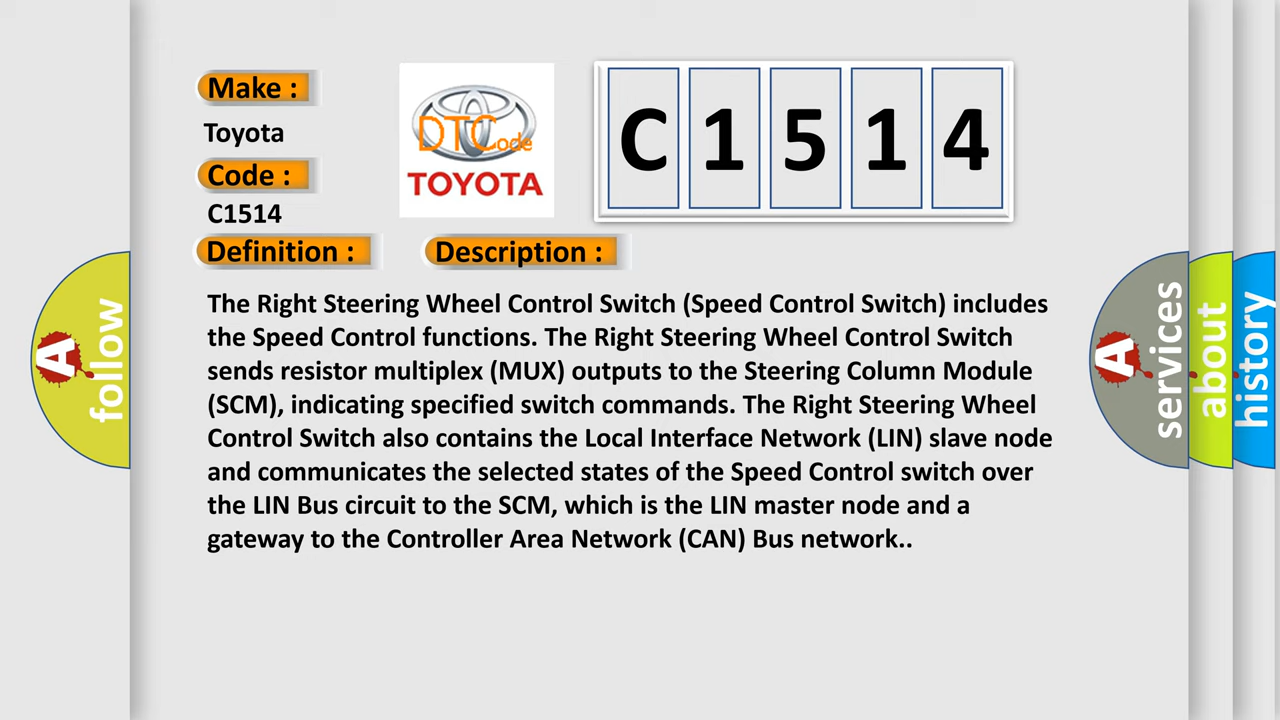 Make :
Toyota
Code :
C1514
Definition :
Description :
DTCode
TOYOTA
C1514
The Right Steering Wheel Control Switch (Speed Control Switch) includes
the Speed Control functions. The Right Steering Wheel Control Switch
sends resistor multiplex (MUX) outputs to the Steering Column Module
(SCM), indicating specified switch commands. The Right Steering Wheel
Control Switch also contains the Local Interface Network (LIN) slave node
and communicates the selected states of the Speed Control switch over
the LIN Bus circuit to the SCM, which is the LIN master node and a
gateway to the Controller Area Network (CAN) Bus network..
A
follow
A
services
about
history